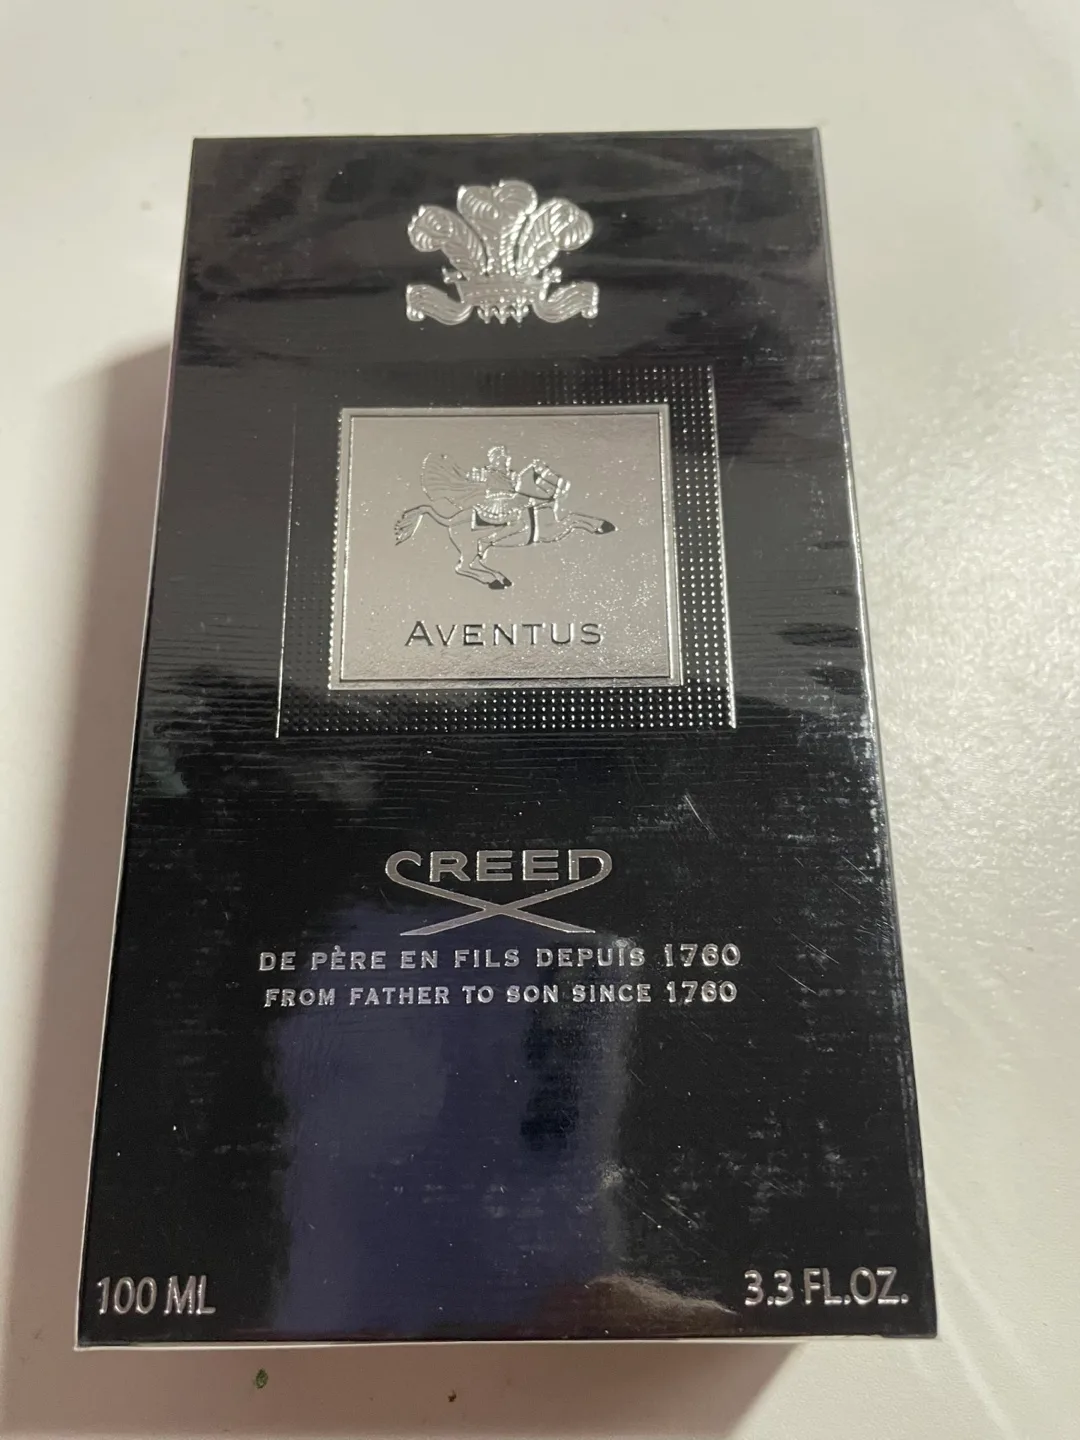 AVENTUS
CREED
DE PÈRE EN FILS DEPUIS 1760
FROM FATHER TO SON SINCE 1760
100 ML
3.3 FL.OZ.